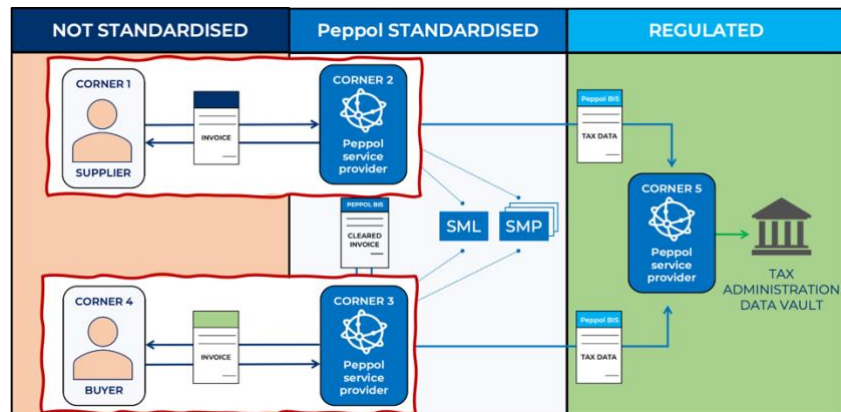 NOT STANDARDISED
Peppol STANDARDISED
REGULATED
CORNER 1
SUPPLIER
INVOICE
CORNER 2
Peppol
service
provider
Peppol BIS
TAX DATA
PEPPOL BIS
CLEARED
INVOICE
SML
SMP
CORNER 5
Peppol
service
provider
TAX
ADMINISTRATION
DATA VAULT
CORNER 4
BUYER
INVOICE
CORNER 3
Peppol
service
provider
Peppol BIS
TAX DATA